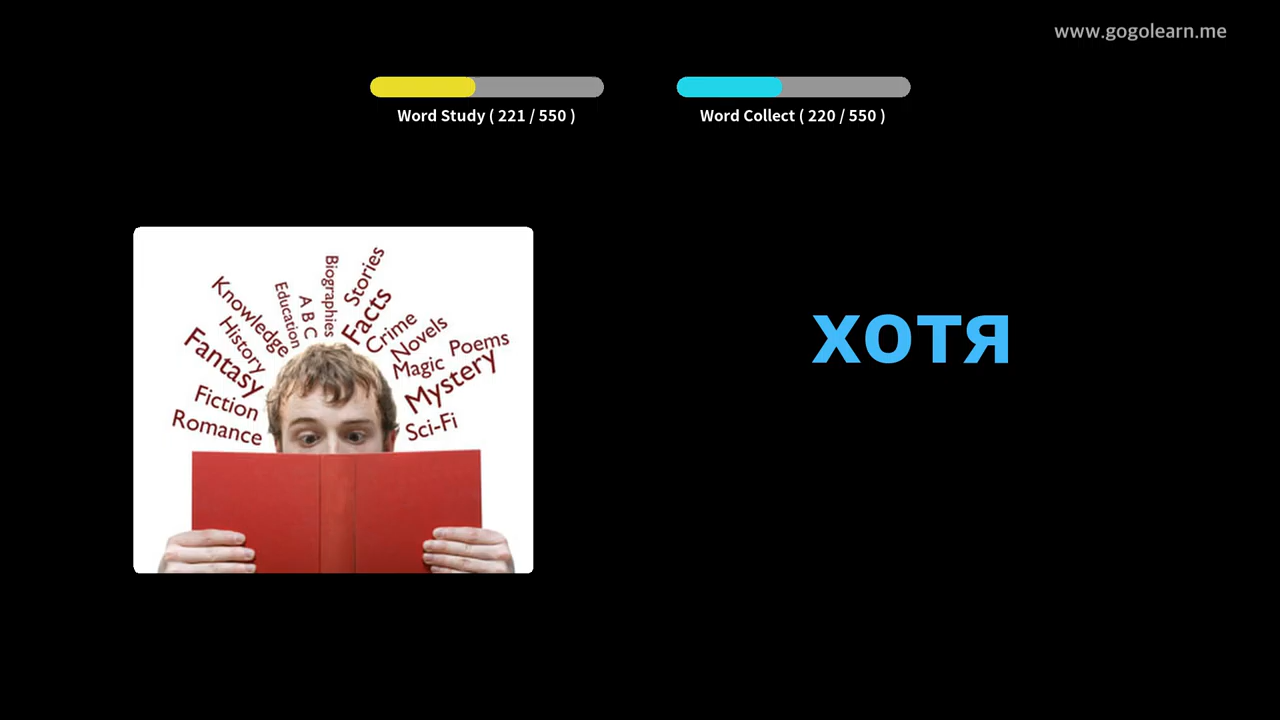 www.gogolearn.me
Word Study ( 221 / 550 )
Word Collect ( 220 / 550 )
Romance
Fiction
Fantasy
History
Knowledge
Education
A B C
Biographies
Stories
Facts
Crime
Novels
Magic
Poems
Mystery
Sci-Fi
хотя